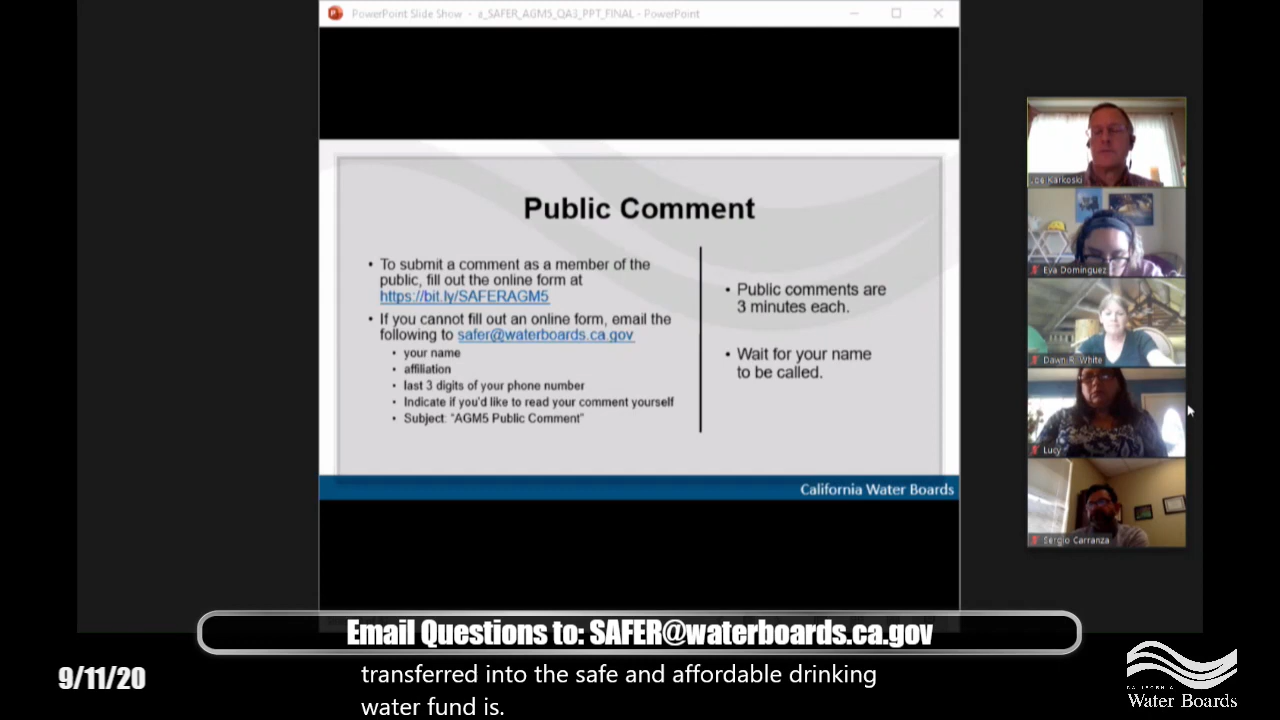 PowerPoint Slide Show - a_SAFER_AGM5_QA3_PPT_FINAL - PowerPoint
Public Comment
• To submit a comment as a member of the
public, fill out the online form at
https://bit.ly/SAFERAGM5
• If you cannot fill out an online form, email the
following to safer@waterboards.ca.gov
• your name
• affiliation
• last 3 digits of your phone number
• Indicate if you'd like to read your comment yourself
• Subject: "AGM5 Public Comment"
• Public comments are
3 minutes each.
• Wait for your name
to be called.
California Water Boards
Joe Karkoski
Eva Dominguez
Dawn R. White
Lucy
Sergio Carranza
Email Questions to: SAFER@waterboards.ca.gov
transferred into the safe and affordable drinking
water fund is.
9/11/20
CALIFORNIA
Water Boards